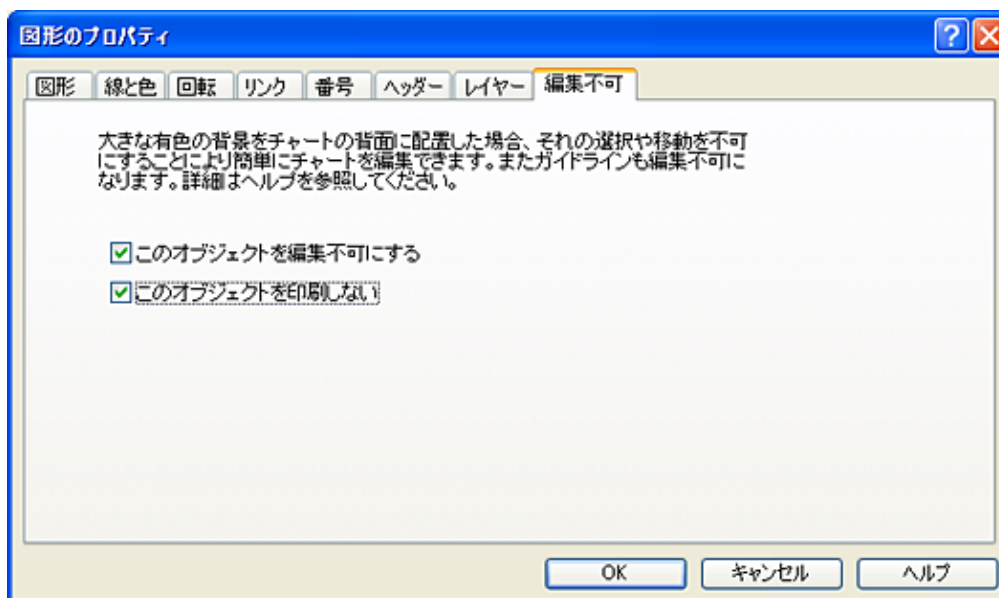 図形のプロパティ
図形 線と色 回転 リンク 番号 ヘッダー レイヤー 編集不可
大きな有色の背景をチャートの背面に配置した場合、それの選択や移動を不可
にすることにより簡単にチャートを編集できます。またガイドラインも編集不可に
なります。詳細はヘルプを参照してください。
このオブジェクトを編集不可にする
このオブジェクトを印刷しない
OK キャンセル ヘルプ